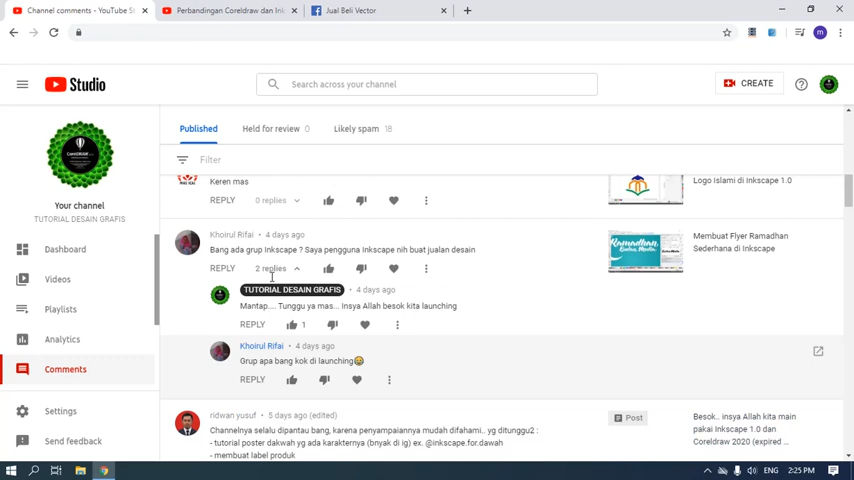 Channel comments - YouTube S
Perbandingan Coreldraw dan In
Jual Beli Vector
m
Studio
Search across your channel
CREATE
Published
Held for review 0
Likely spam 18
Filter
Your channel
TUTORIAL DESAIN GRAFIS
Dashboard
Videos
Playlists
Analytics
Comments
Settings
Send feedback
Keren mas
REPLY 0 replies
Logo Islami di Inkscape 1.0
Khoirul Rifai • 4 days ago
Bang ada grup Inkscape ? Saya pengguna Inkscape nih buat jualan desain
REPLY 2 replies
Membuat Flyer Ramadhan
Sederhana di Inkscape
TUTORIAL DESAIN GRAFIS • 4 days ago
Mantap.... Tunggu ya mas... Insya Allah besok kita launching
REPLY 1
Khoirul Rifai • 4 days ago
Grup apa bang kok di launching😂
REPLY
ridwan yusuf • 5 days ago (edited)
Channelnya selalu dipantau bang, karena penyampaiannya mudah difahami.. yg ditunggu2 :
- tutorial poster dakwah yg ada karakternya (bnyak di ig) ex. @inkscape.for.dawah
- membuat label produk
Post
Besok.. insya Allah kita main
pakai Inkscape 1.0 dan
Coreldraw 2020 (expired ...
ENG 2:25 PM